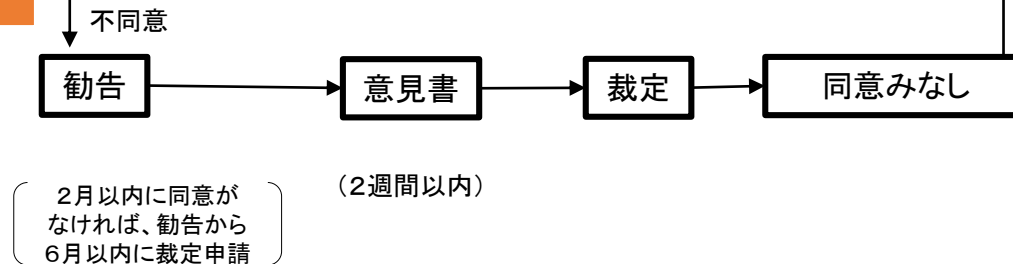 不同意
勧告
意見書
裁定
同意みなし
（２週間以内）
２月以内に同意が
なければ、勧告から
６月以内に裁定申請